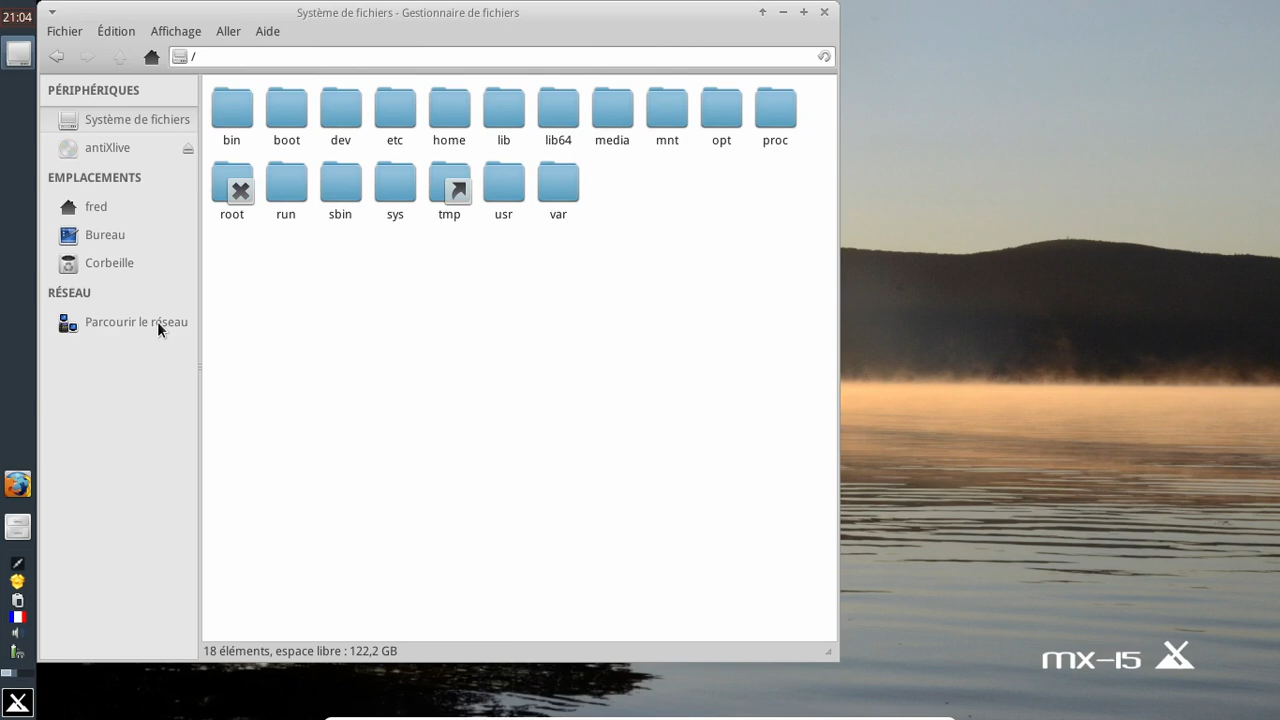 21:04
Système de fichiers - Gestionnaire de fichiers
Fichier Édition Affichage Aller Aide
/
PÉRIPHÉRIQUES
Système de fichiers
antiXlive
EMPLACEMENTS
fred
Bureau
Corbeille
RÉSEAU
Parcourir le réseau
bin boot dev etc home lib lib64 media mnt opt proc
root run sbin sys tmp usr var
18 éléments, espace libre : 122,2 GB
mx-15